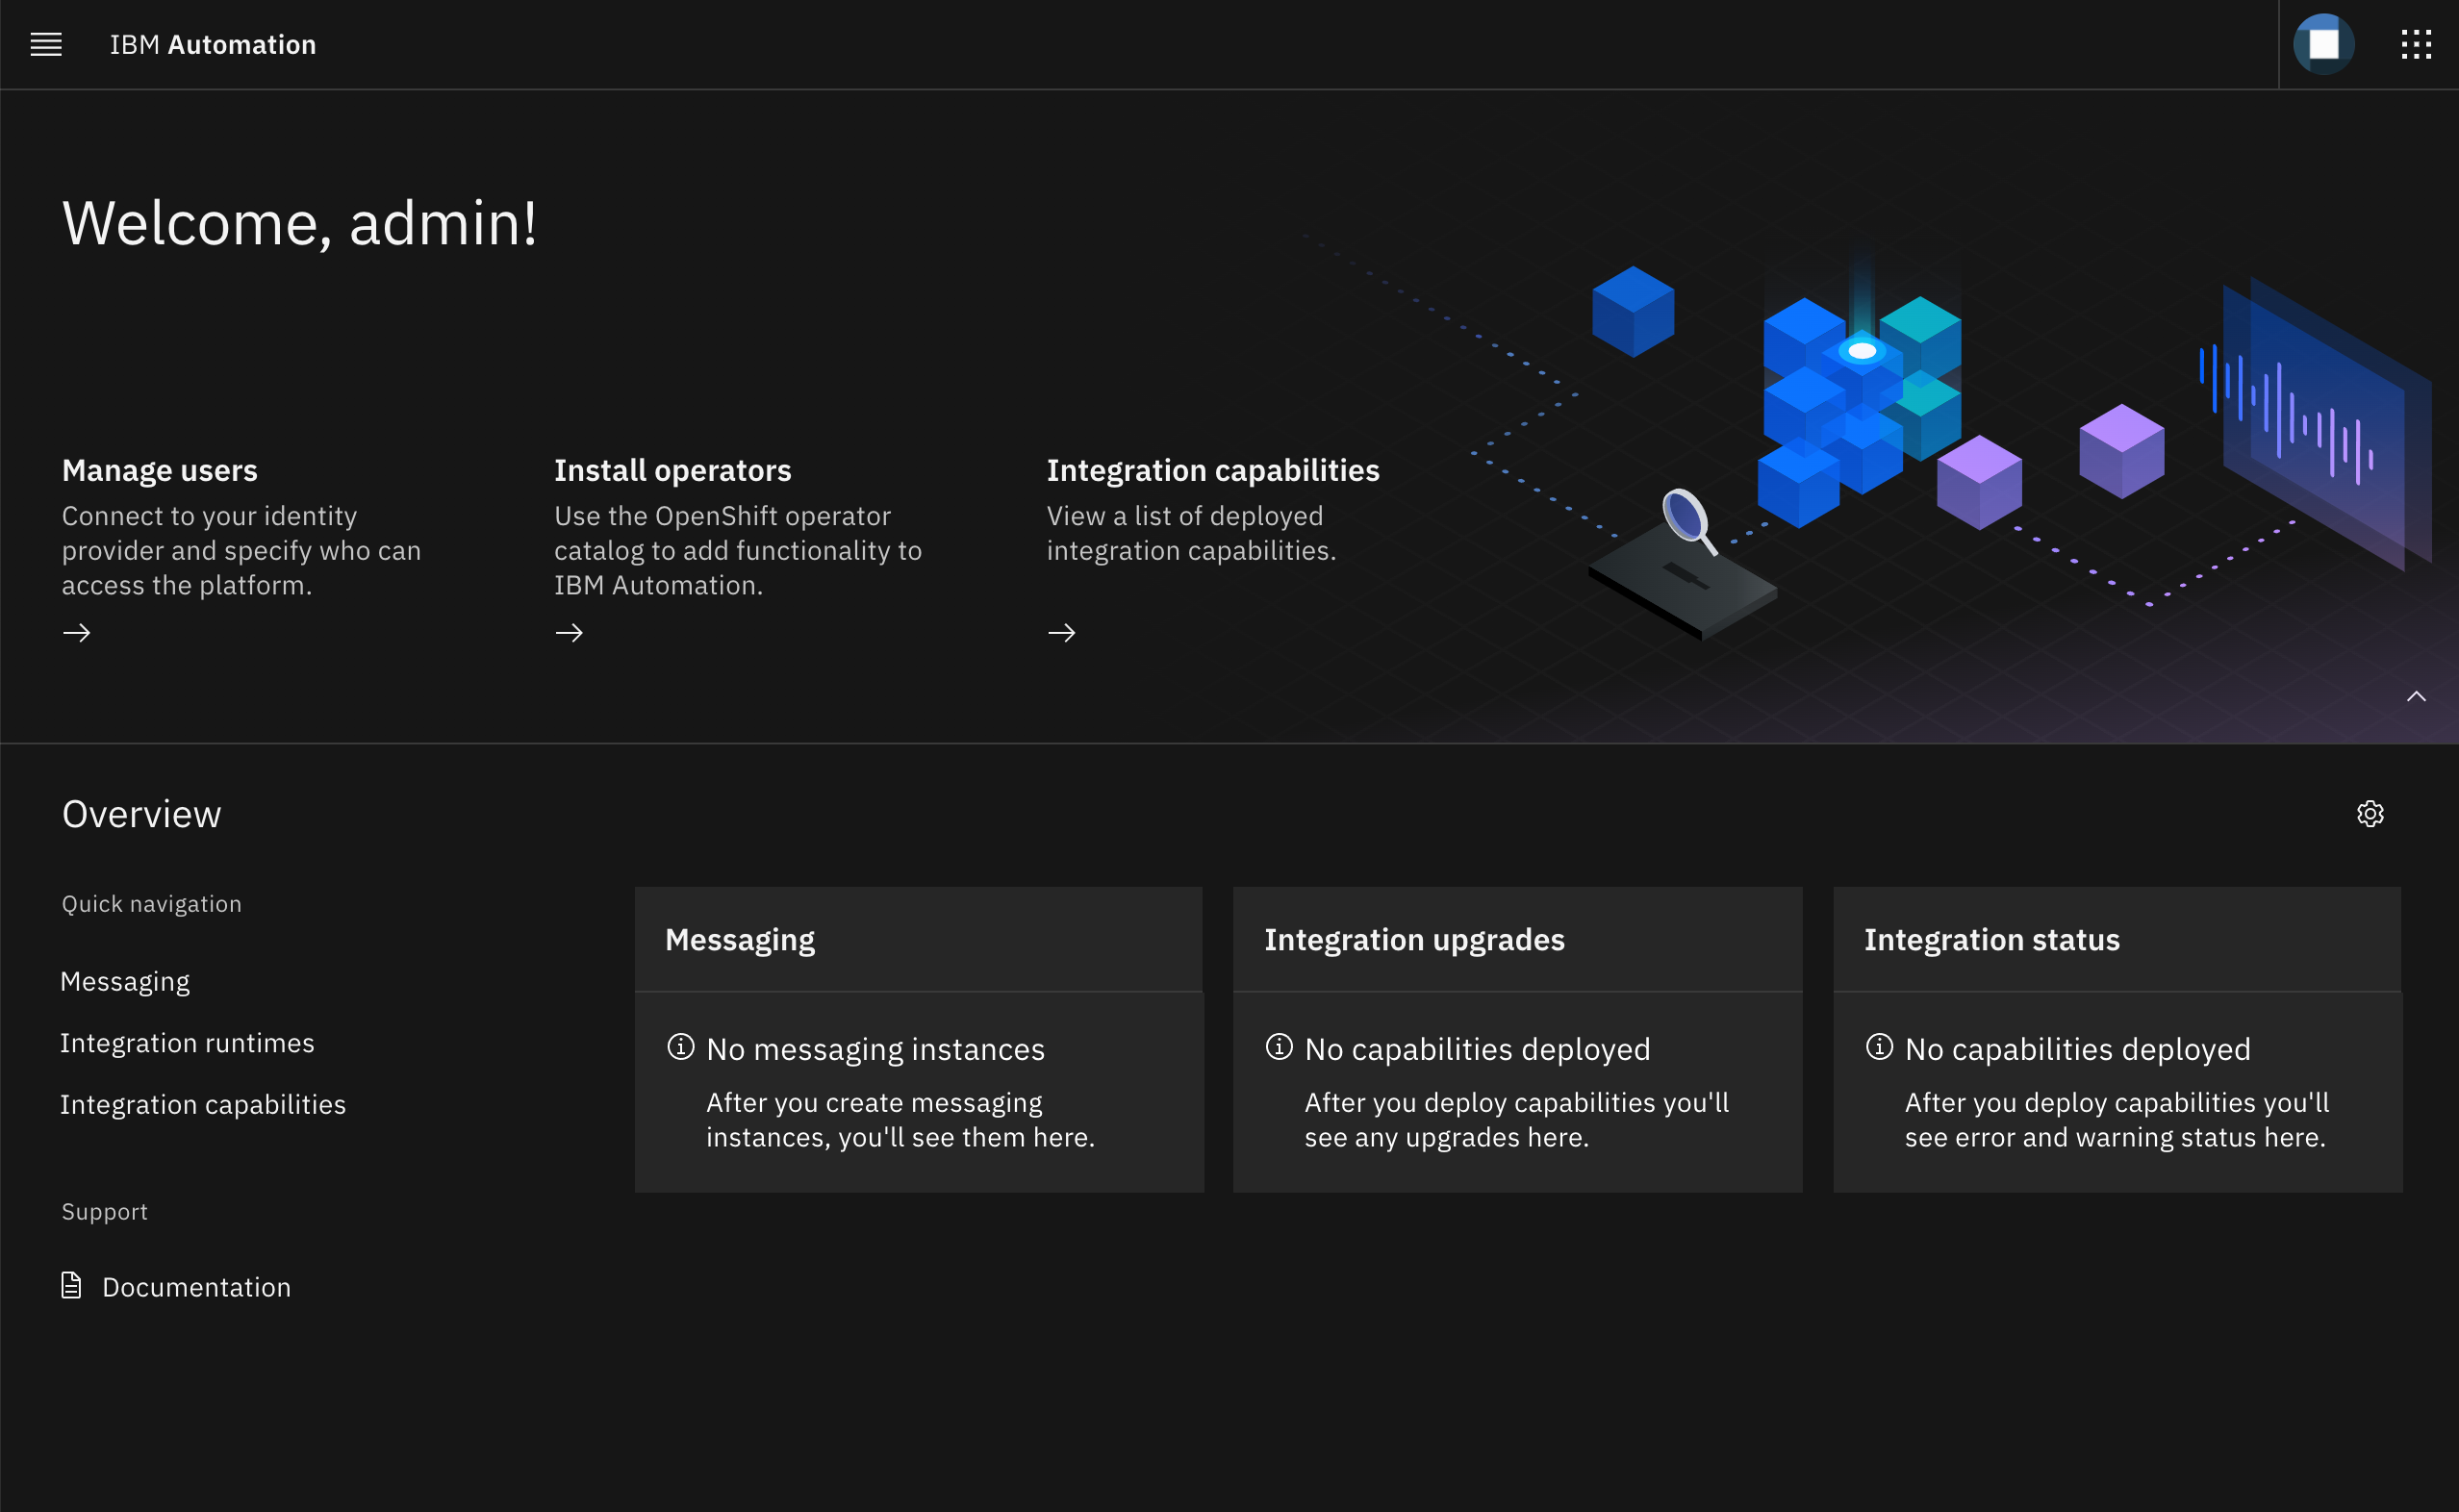 IBM Automation
Welcome, admin!
Manage users
Connect to your identity
provider and specify who can
access the platform.
Install operators
Use the OpenShift operator
catalog to add functionality to
IBM Automation.
Integration capabilities
View a list of deployed
integration capabilities.
Overview
Quick navigation
Messaging
Integration runtimes
Integration capabilities
Support
Documentation
Messaging
No messaging instances
After you create messaging
instances, you'll see them here.
Integration upgrades
No capabilities deployed
After you deploy capabilities you'll
see any upgrades here.
Integration status
No capabilities deployed
After you deploy capabilities you'll
see error and warning status here.